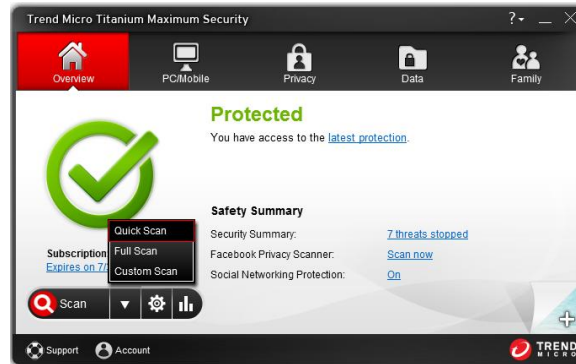 Trend Micro Titanium Maximum Security
?
Overview
PC/Mobile
Privacy
Data
Family
Protected
You have access to the latest protection.
Safety Summary
Security Summary: 7 threats stopped
Facebook Privacy Scanner: Scan now
Social Networking Protection: On
Quick Scan
Full Scan
Custom Scan
Subscription
Expires on 7/
Scan
Support
Account
TREND
MICRO